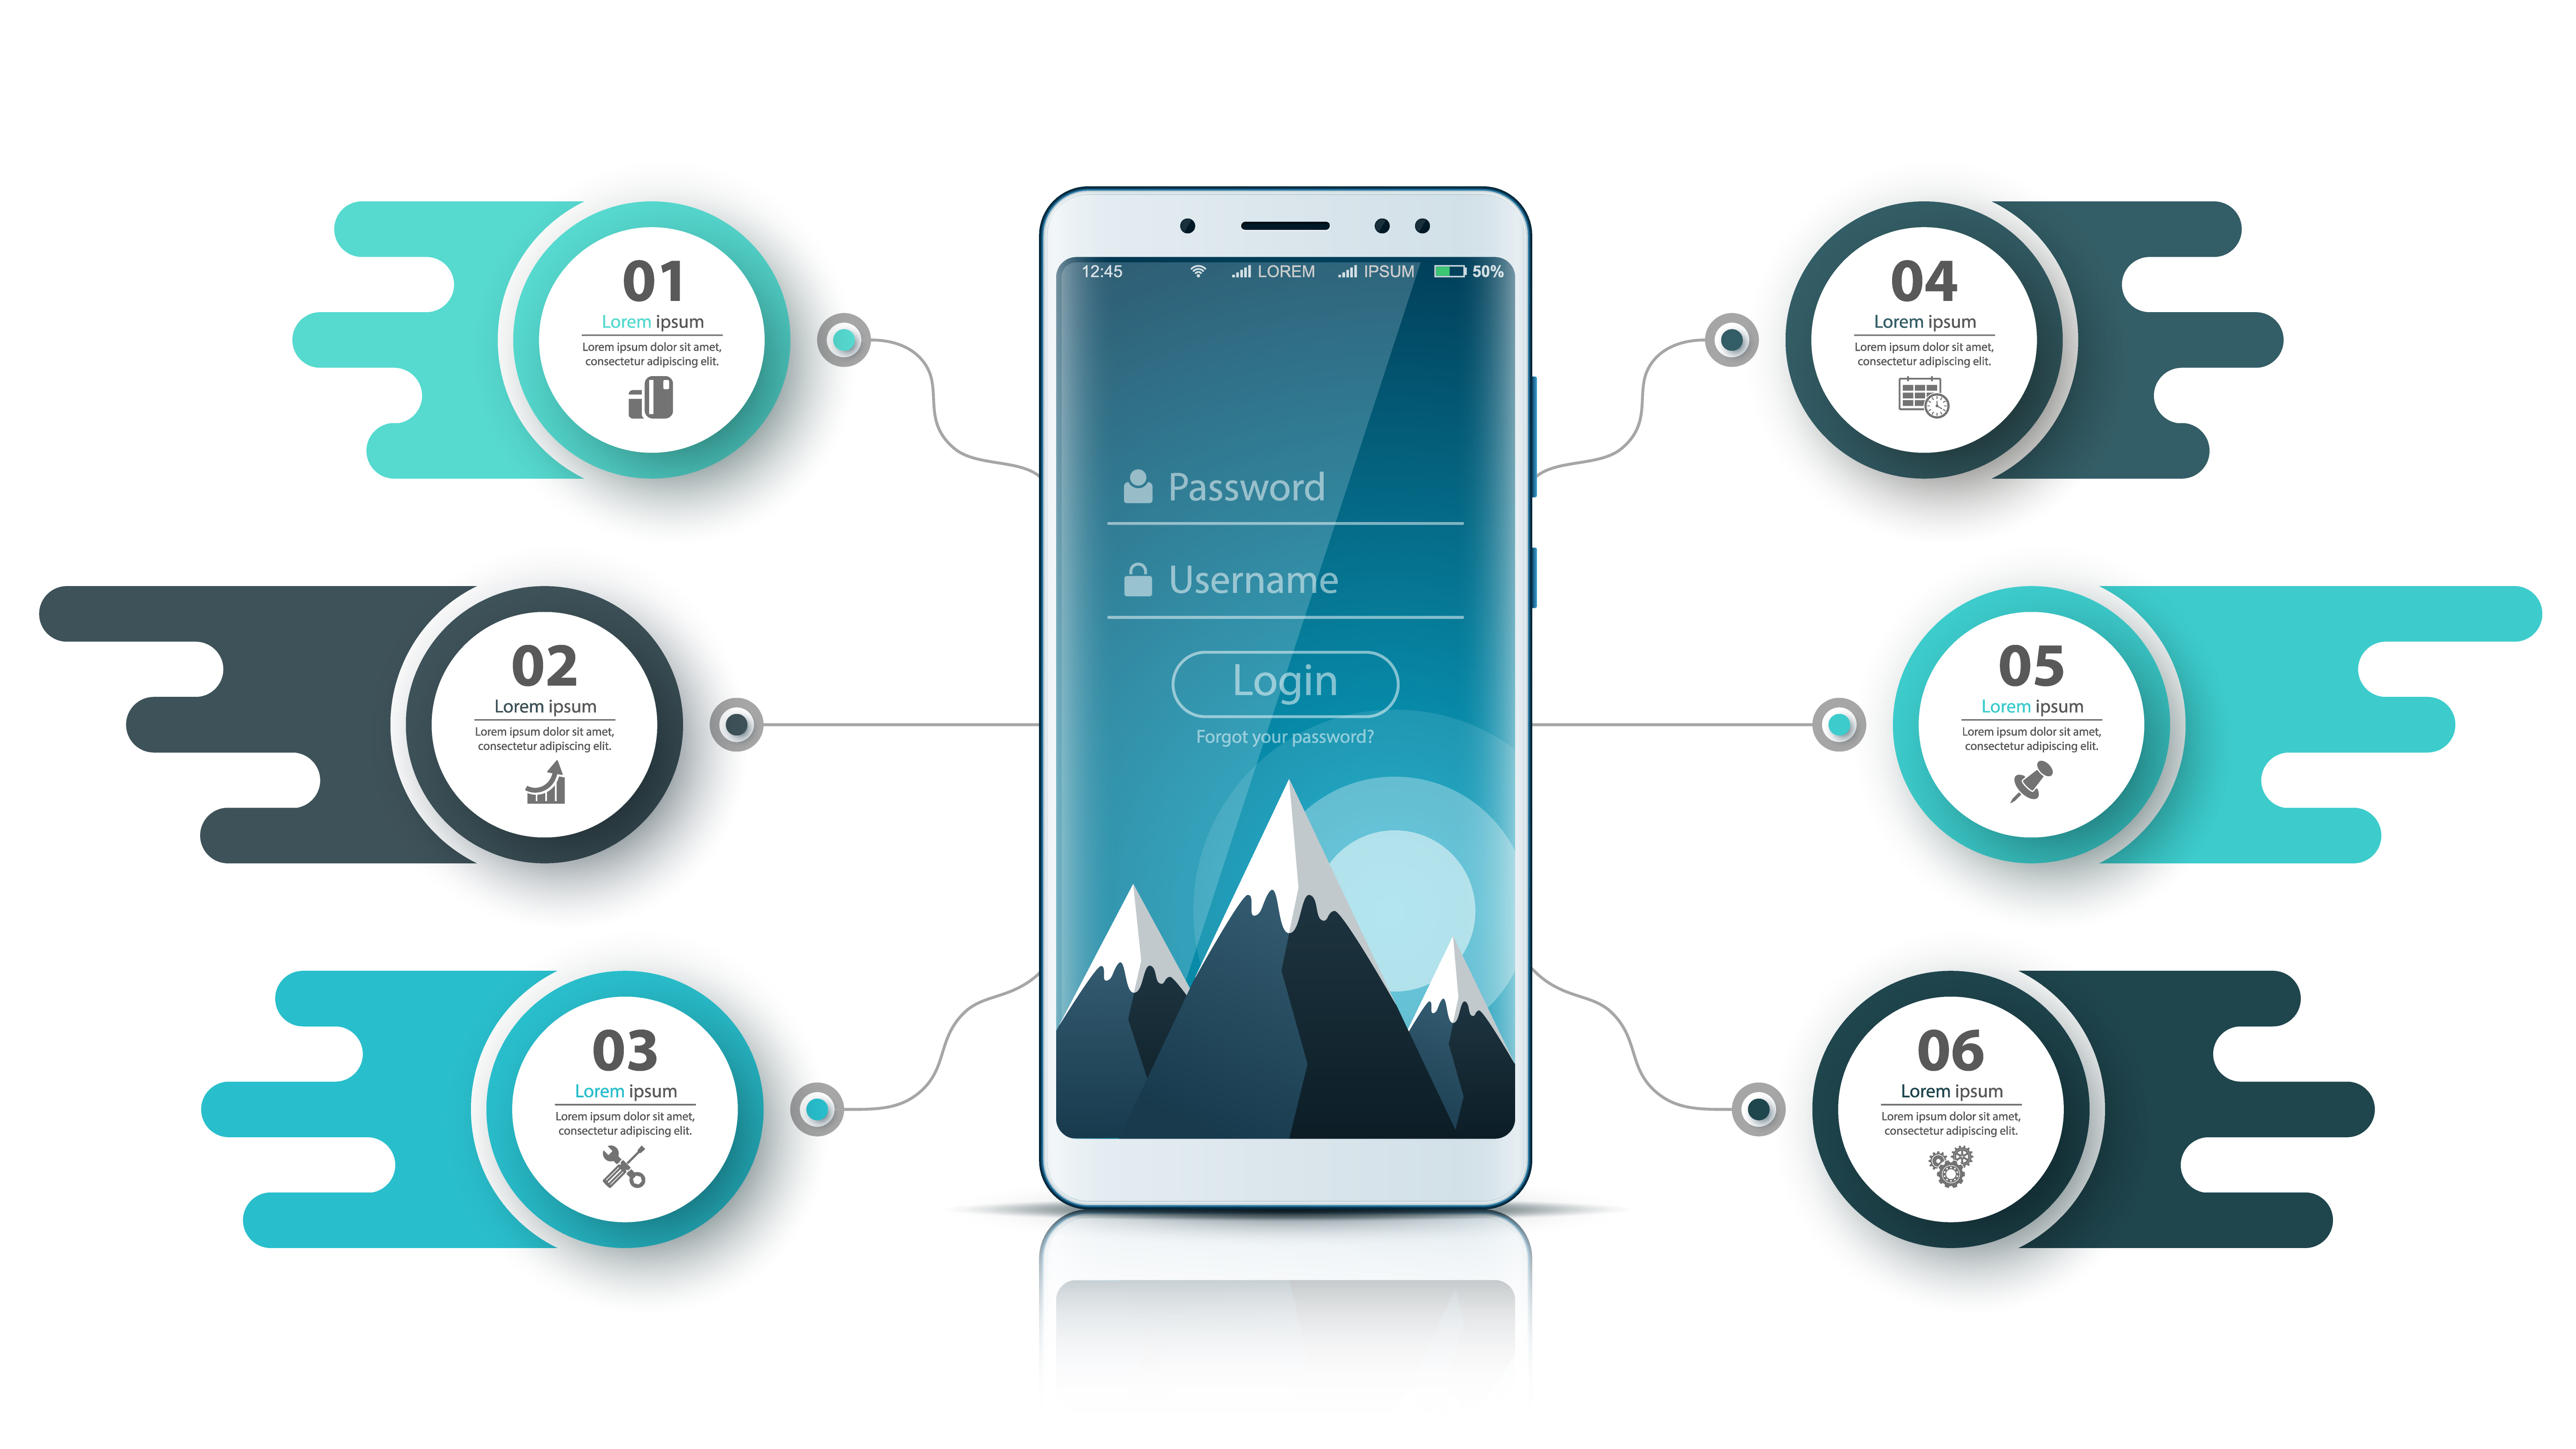 01
Lorem ipsum
Lorem ipsum dolor sit amet,
consectetur adipiscing elit.
02
Lorem ipsum
Lorem ipsum dolor sit amet,
consectetur adipiscing elit.
03
Lorem ipsum
Lorem ipsum dolor sit amet,
consectetur adipiscing elit.
12:45 LOREM IPSUM 50%
Password
Username
Login
Forgot your password?
04
Lorem ipsum
Lorem ipsum dolor sit amet,
consectetur adipiscing elit.
05
Lorem ipsum
Lorem ipsum dolor sit amet,
consectetur adipiscing elit.
06
Lorem ipsum
Lorem ipsum dolor sit amet,
consectetur adipiscing elit.